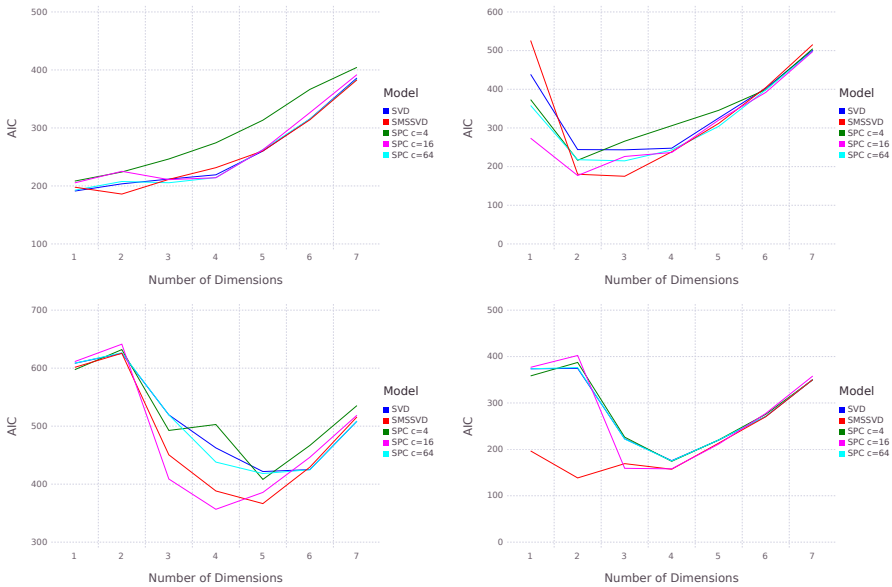 500
400
300
200
100
AIC
1 2 3 4 5 6 7
Number of Dimensions
Model
SVD
SMSSVD
SPC c=4
SPC c=16
SPC c=64
600
500
400
300
200
100
0
AIC
1 2 3 4 5 6 7
Number of Dimensions
Model
SVD
SMSSVD
SPC c=4
SPC c=16
SPC c=64
700
600
500
400
300
AIC
1 2 3 4 5 6 7
Number of Dimensions
Model
SVD
SMSSVD
SPC c=4
SPC c=16
SPC c=64
500
400
300
200
100
0
AIC
1 2 3 4 5 6 7
Number of Dimensions
Model
SVD
SMSSVD
SPC c=4
SPC c=16
SPC c=64